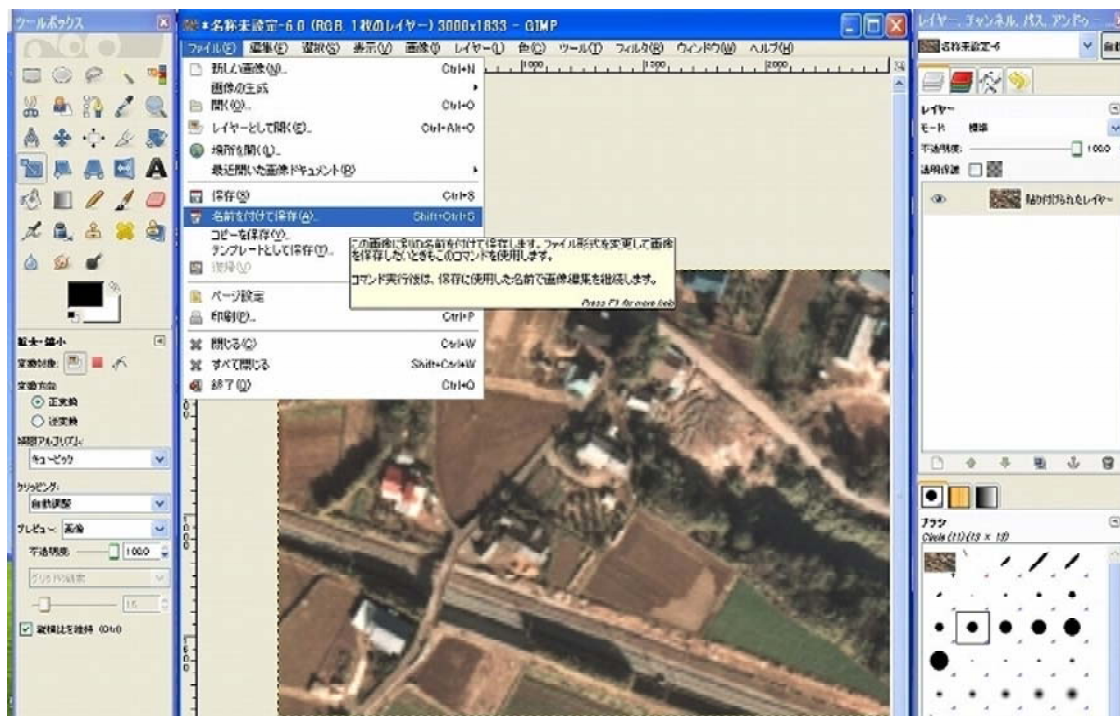 ツールボックス
*名称未設定-6.0 (RGB, 1枚のレイヤー) 3000x1833 – GIMP
レイヤー, チャンネル, パス, アンドゥ -
ファイル(F) 編集(E) 選択(S) 表示(V) 画像(I) レイヤー(L) 色(C) ツール(T) フィルタ(R) ウィンドウ(W) ヘルプ(H)
名称未設定-6
新しい画像(N)... Ctrl+N
画像の生成
開く(O)... Ctrl+O
レイヤーとして開く(E)... Ctrl+Alt+O
場所を開く(L)...
最近開いた画像ドキュメント(R)
保存(S) Ctrl+S
名前を付けて保存(A)... Shift+Ctrl+S
コピーを保存(V)...
テンプレートとして保存(T)...
復帰(V)
ページ設定
印刷(P)... Ctrl+P
閉じる(C) Ctrl+W
すべて閉じる Shift+Ctrl+W
終了(Q) Ctrl+Q
この画像に別の名前を付けて保存します。ファイル形式を変更して画像
を保存したいときもこのコマンドを使用します。
コマンド実行後は、保存に使用した名前で画像編集を継続します。
Press F1 for more help
1000 1500 2000
拡大・縮小
変換対象:
変換方向
正変換
逆変換
補間アルゴリズム:
キュービック
クリッピング:
自動調整
プレビュー: 画像
不透明度: 100.0
グリッドの線数
15
縦横比を維持 (Ctrl)
レイヤー
モード: 標準
不透明度: 100.0
透明保護:
貼り付けられたレイヤー
ブラシ
Circle (11) (13 × 13)